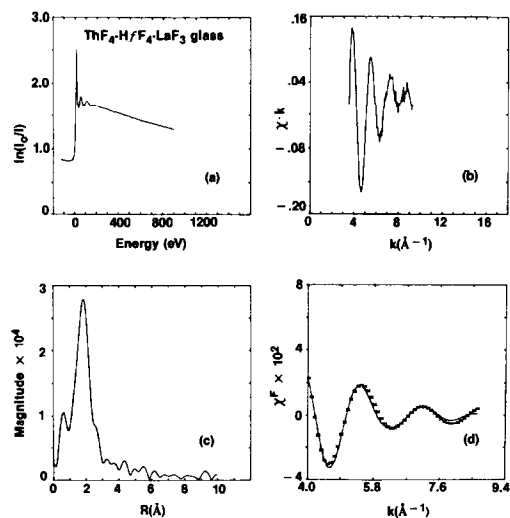 ThF₄·HfF₄·LaF₃ glass
3.0
2.0
1.0
0.0
ln(I₀/I)
0 400 800 1200
Energy (eV)
(a)
.16
.04
-.08
-.20
χ·k
0 4 8 12 16
k(Å⁻¹)
(b)
3
2
1
0
Magnitude × 10⁴
0 2 4 6 8 10
R(Å)
(c)
8
4
0
-4
χF × 10²
4.0 5.8 7.6 9.4
k(Å⁻¹)
(d)